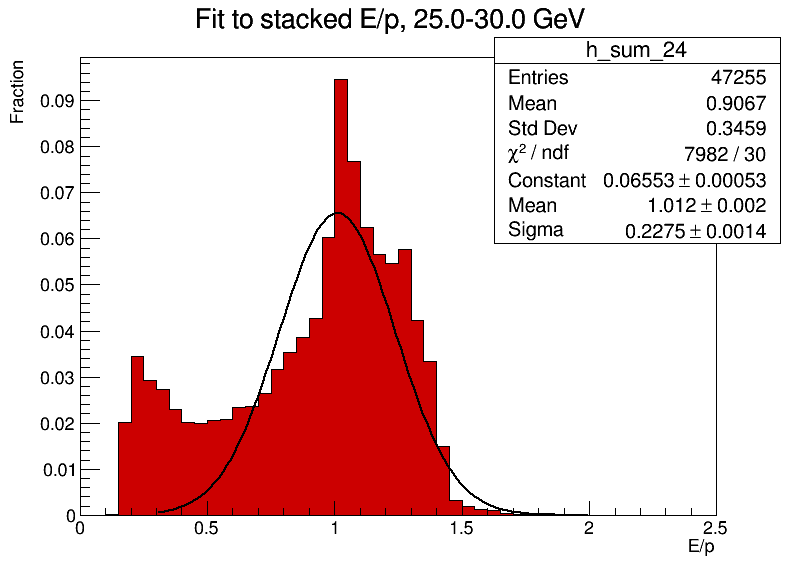 Fit to stacked E/p, 25.0-30.0 GeV
h_sum_24
Entries 47255
Mean 0.9067
Std Dev 0.3459
χ² / ndf 7982 / 30
Constant 0.06553 ± 0.00053
Mean 1.012 ± 0.002
Sigma 0.2275 ± 0.0014
Fraction
0.09
0.08
0.07
0.06
0.05
0.04
0.03
0.02
0.01
0
0 0.5 1 1.5 2 2.5
E/p